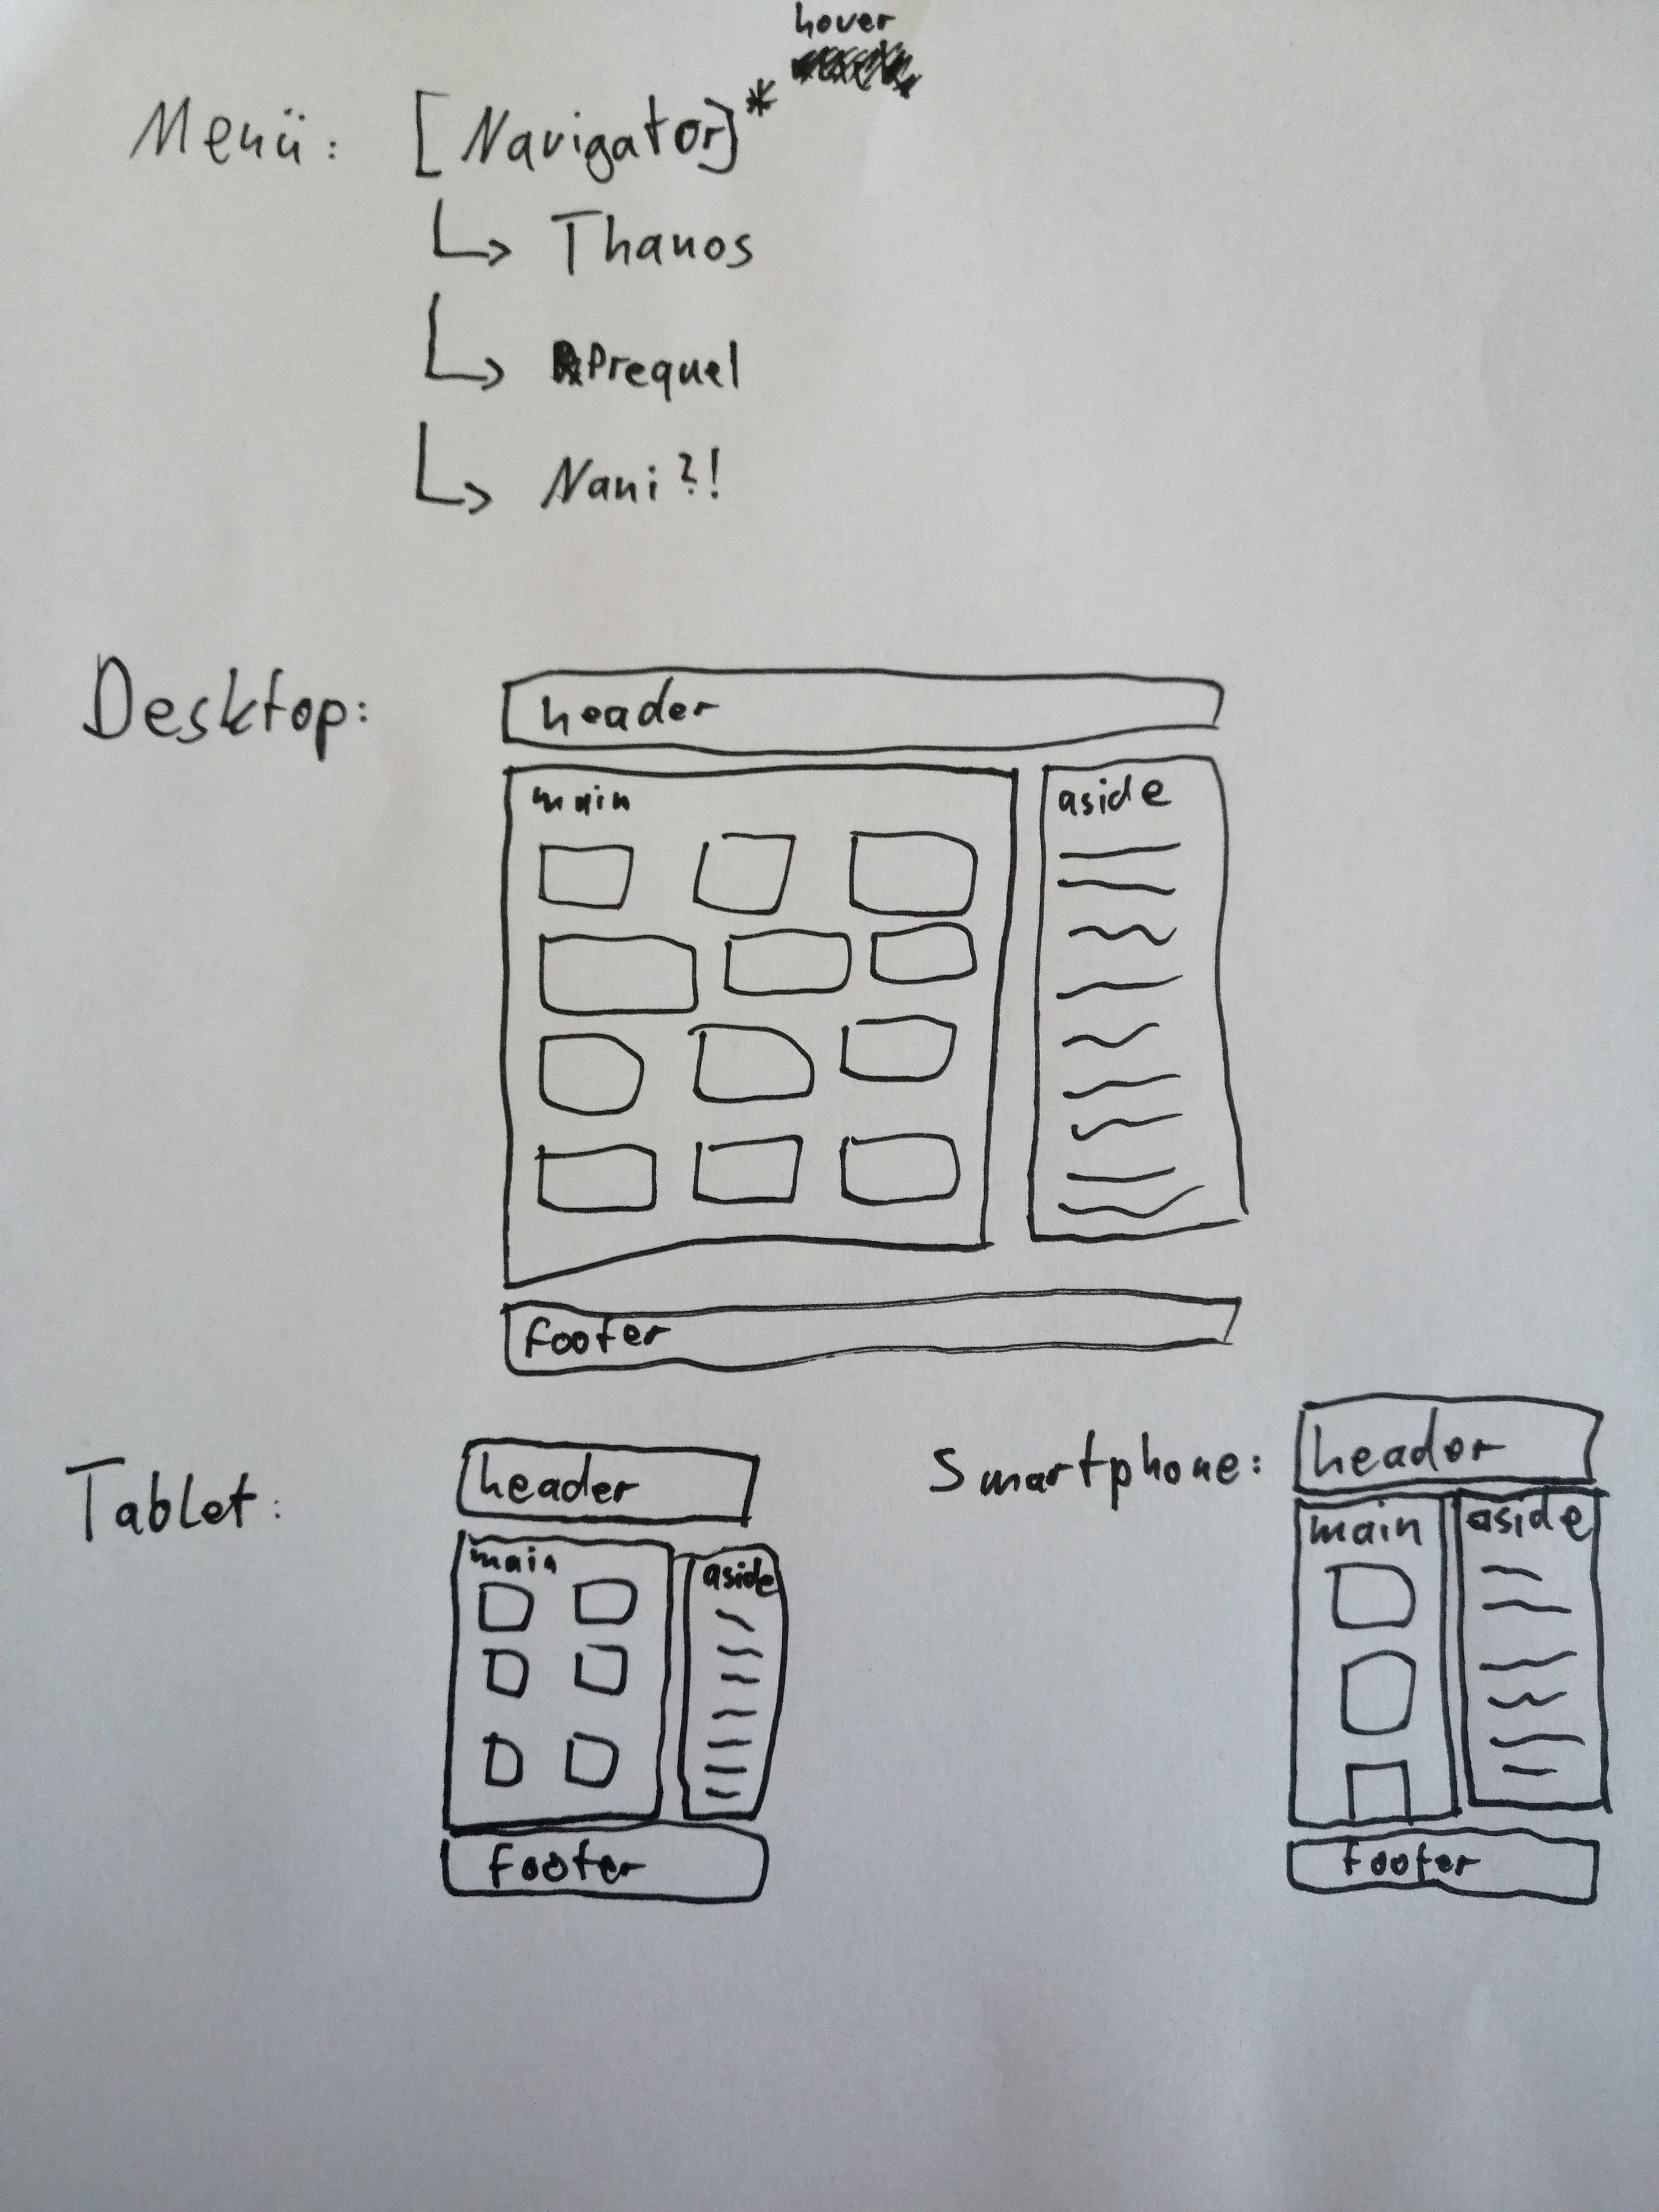 hover
Menü: [Navigator]*
Thanos
Prequel
Nani?!
Desktop:
header
main
aside
footer
Tablet:
header
main
aside
footer
Smartphone:
header
main
aside
footer